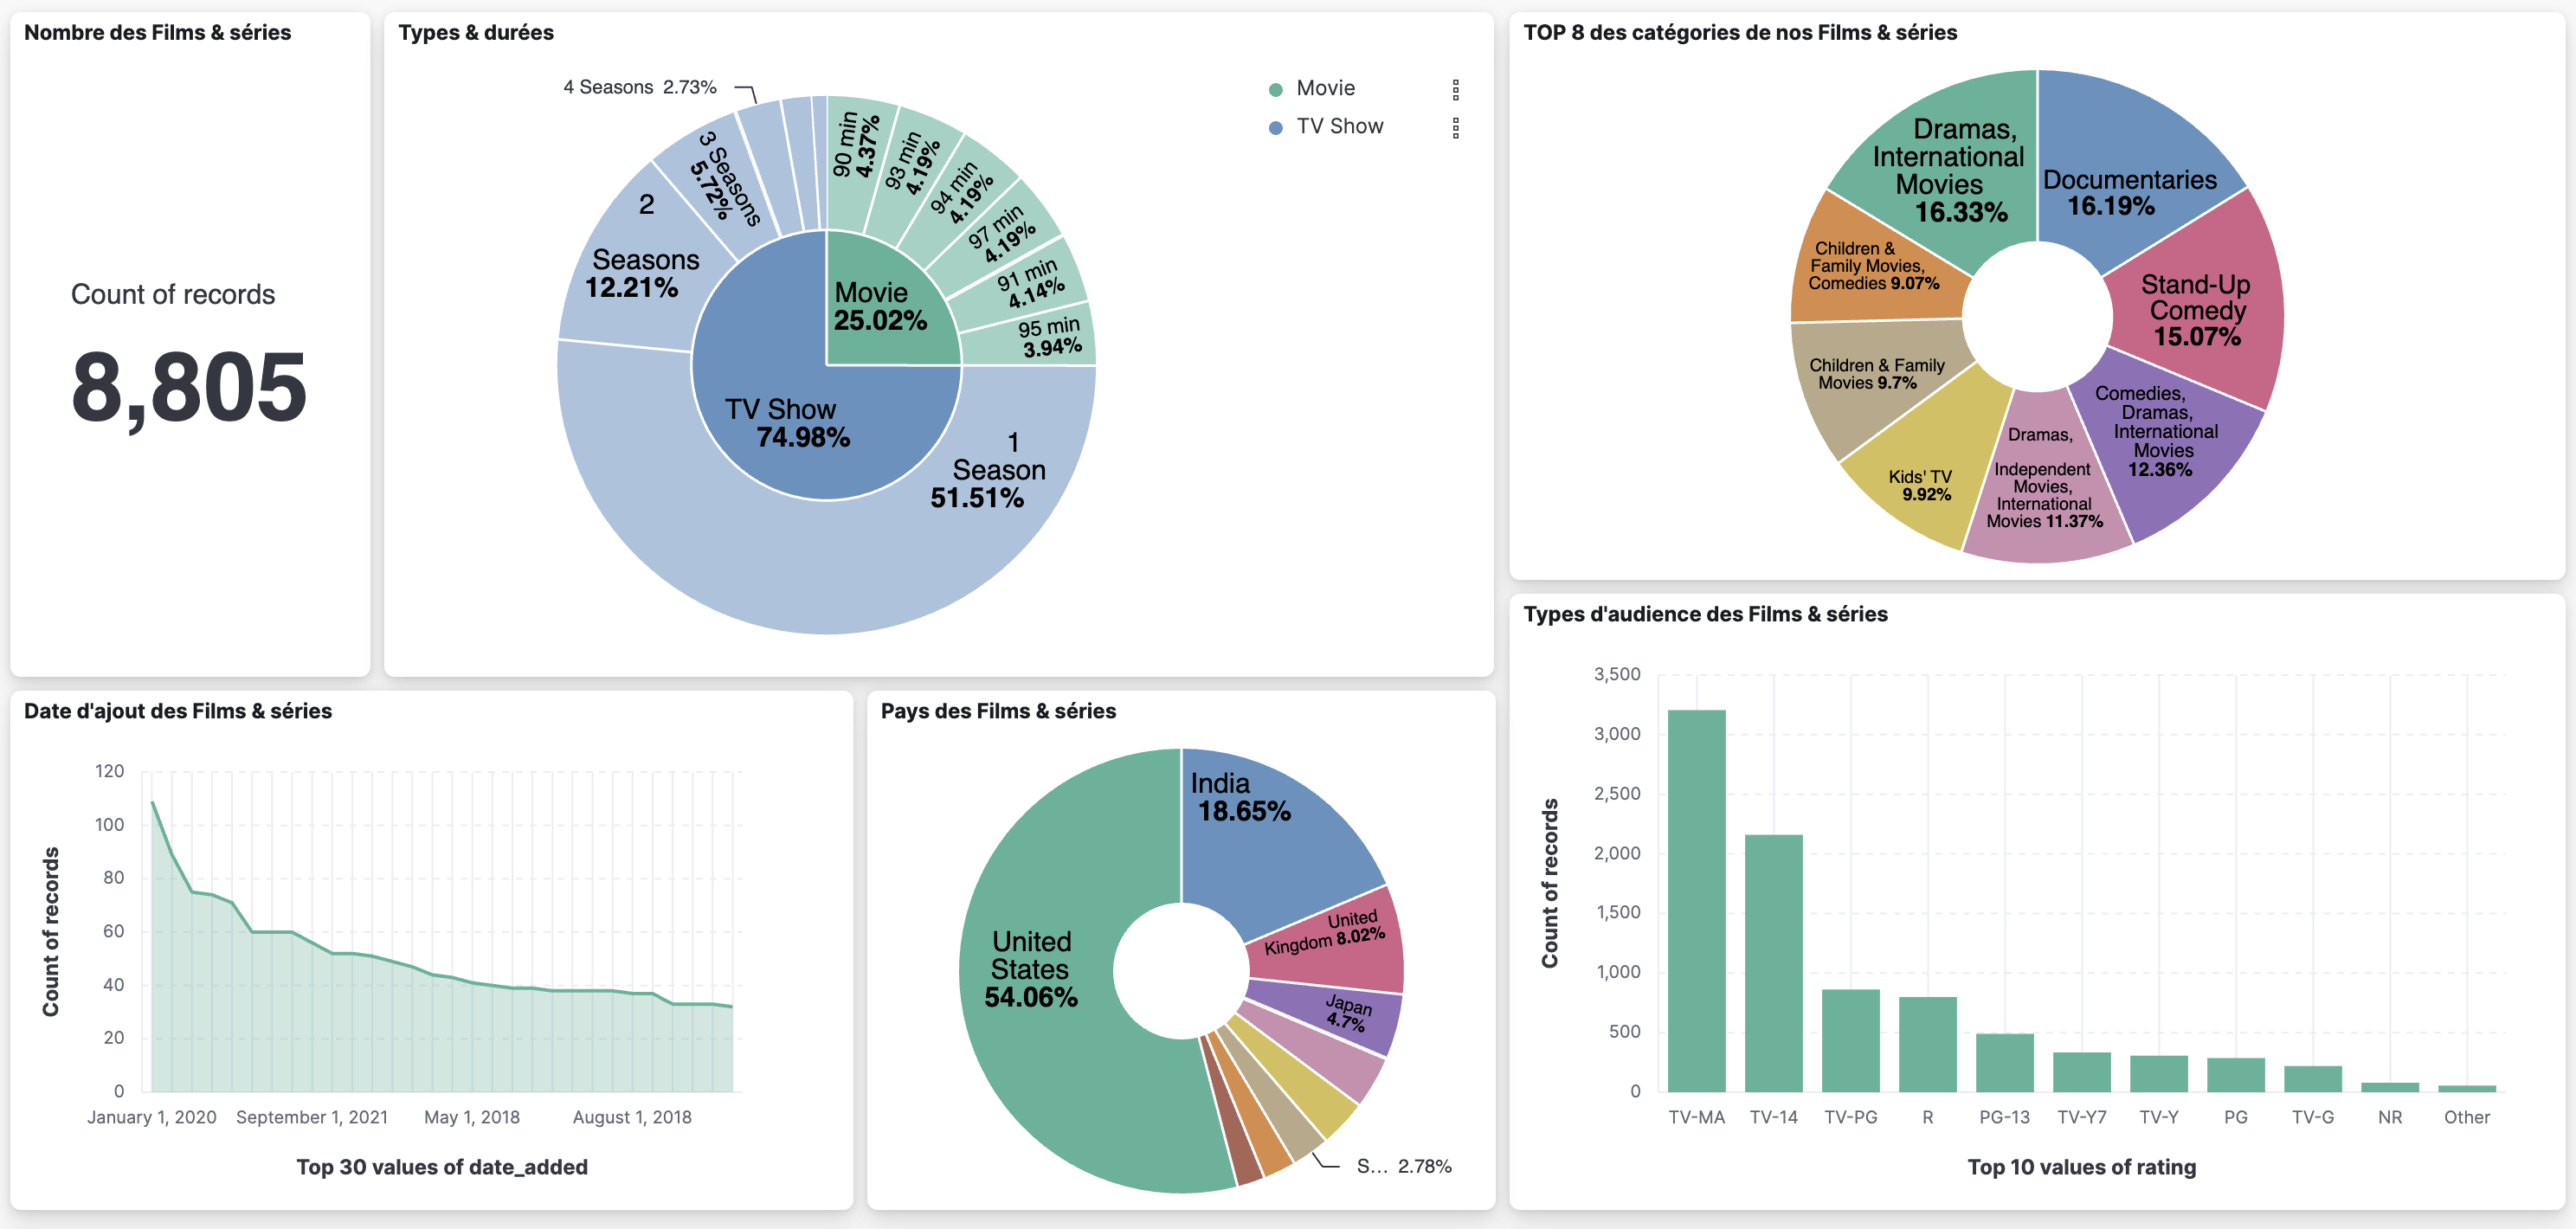 Nombre des Films & séries
Count of records
8,805
Types & durées
Movie
TV Show
4 Seasons 2.73%
3 Seasons
5.72%
2
Seasons
12.21%
90 min
4.37%
93 min
4.19%
94 min
4.19%
97 min
4.19%
91 min
4.14%
95 min
3.94%
Movie
25.02%
TV Show
74.98%
1
Season
51.51%
TOP 8 des catégories de nos Films & séries
Dramas,
International
Movies
16.33%
Documentaries
16.19%
Stand-Up
Comedy
15.07%
Comedies,
Dramas,
International
Movies
12.36%
Dramas,
Independent
Movies,
International
Movies 11.37%
Kids' TV
9.92%
Children & Family
Movies 9.7%
Children &
Family Movies,
Comedies 9.07%
Date d'ajout des Films & séries
Count of records
120
100
80
60
40
20
0
January 1, 2020
September 1, 2021
May 1, 2018
August 1, 2018
Top 30 values of date_added
Pays des Films & séries
India
18.65%
United
Kingdom 8.02%
Japan
4.7%
S... 2.78%
United
States
54.06%
Types d'audience des Films & séries
Count of records
3,500
3,000
2,500
2,000
1,500
1,000
500
0
TV-MA
TV-14
TV-PG
R
PG-13
TV-Y7
TV-Y
PG
TV-G
NR
Other
Top 10 values of rating